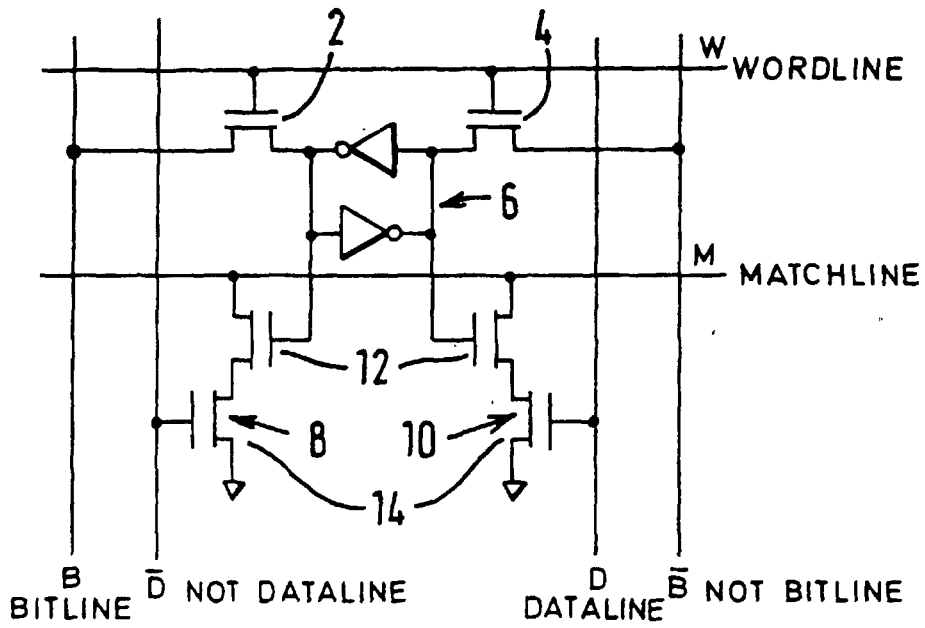 2
4
W
WORDLINE
6
M
MATCHLINE
12
8
10
14
B
BITLINE
D̅ NOT DATALINE
D
DATALINE
B̅ NOT BITLINE